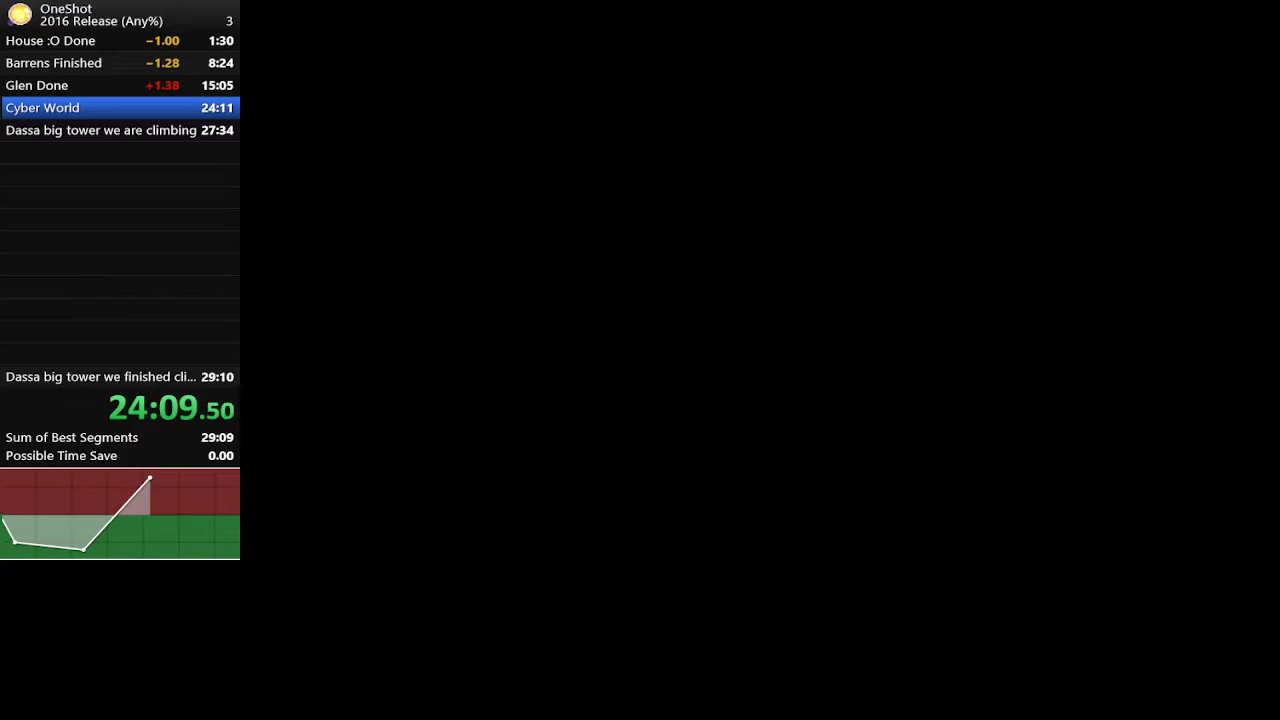 OneShot
2016 Release (Any%) 3
House :O Done −1.00 1:30
Barrens Finished −1.28 8:24
Glen Done +1.38 15:05
Cyber World 24:11
Dassa big tower we are climbing 27:34
Dassa big tower we finished cli... 29:10
24:09.50
Sum of Best Segments 29:09
Possible Time Save 0.00